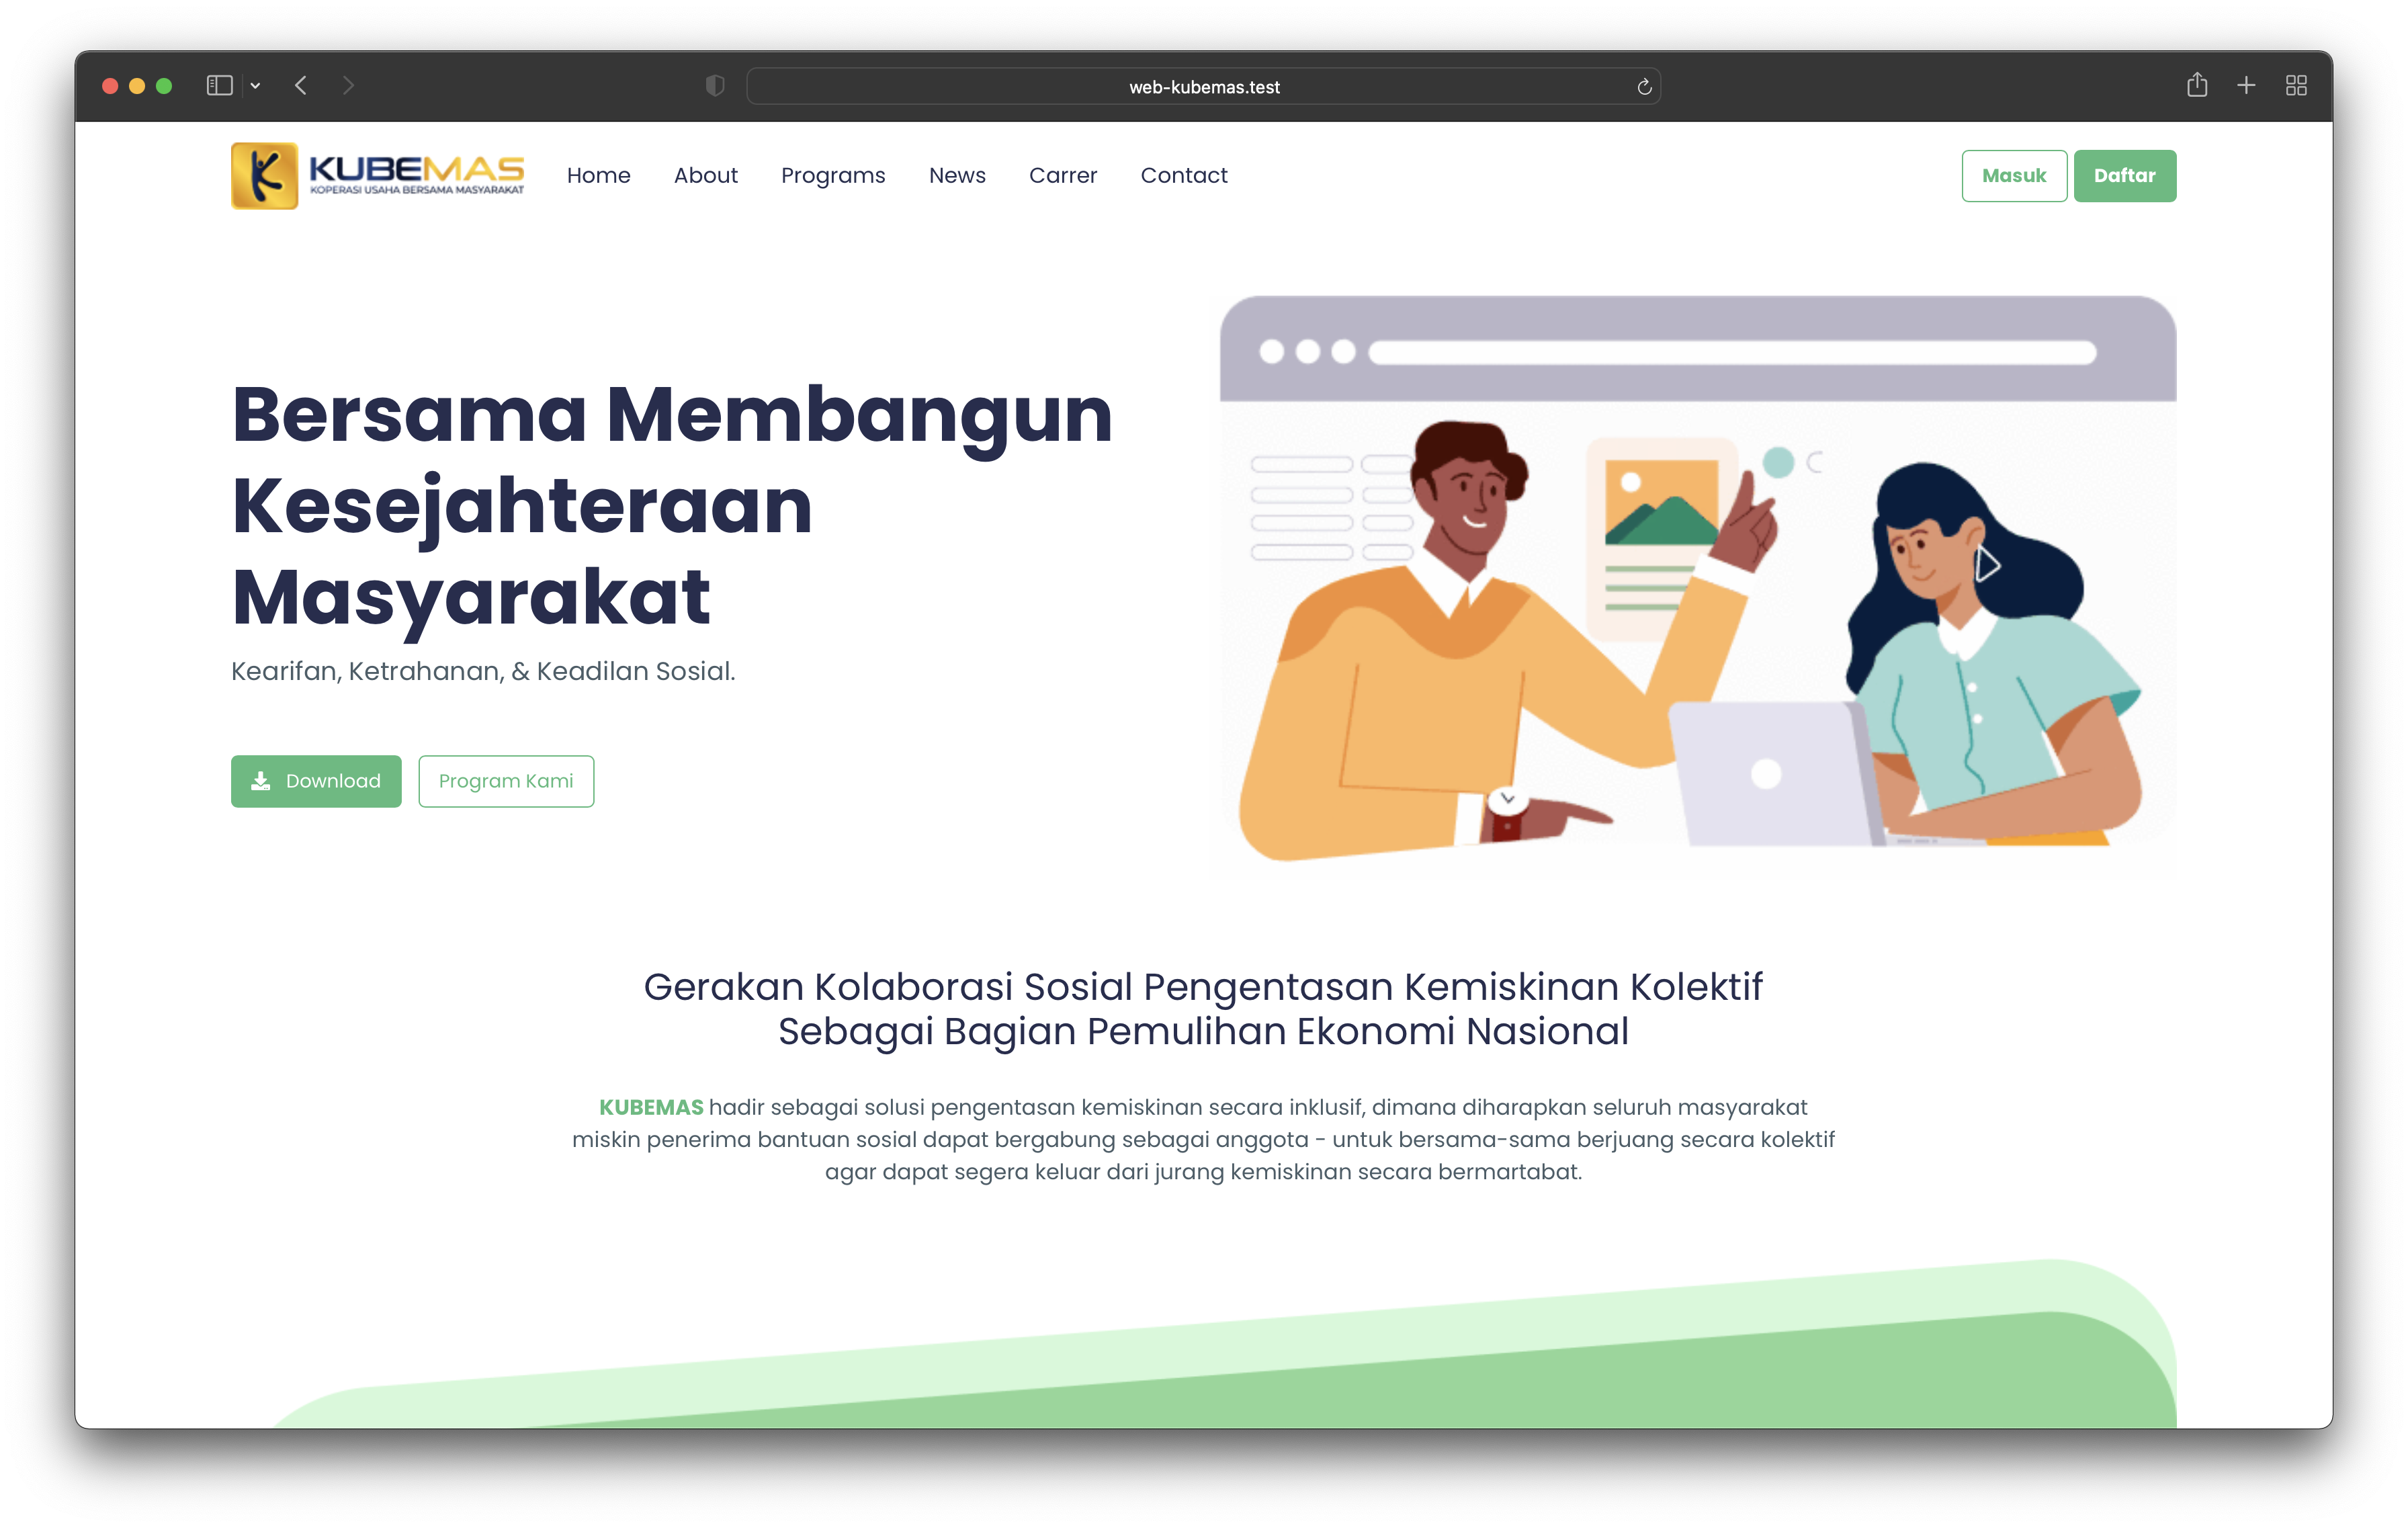 web-kubemas.test
KUBEMAS
KOPERASI USAHA BERSAMA MASYARAKAT
Home About Programs News Carrer Contact
Masuk Daftar
Bersama Membangun
Kesejahteraan
Masyarakat
Kearifan, Ketrahanan, & Keadilan Sosial.
Download Program Kami
Gerakan Kolaborasi Sosial Pengentasan Kemiskinan Kolektif
Sebagai Bagian Pemulihan Ekonomi Nasional
KUBEMAS hadir sebagai solusi pengentasan kemiskinan secara inklusif, dimana diharapkan seluruh masyarakat
miskin penerima bantuan sosial dapat bergabung sebagai anggota - untuk bersama-sama berjuang secara kolektif
agar dapat segera keluar dari jurang kemiskinan secara bermartabat.